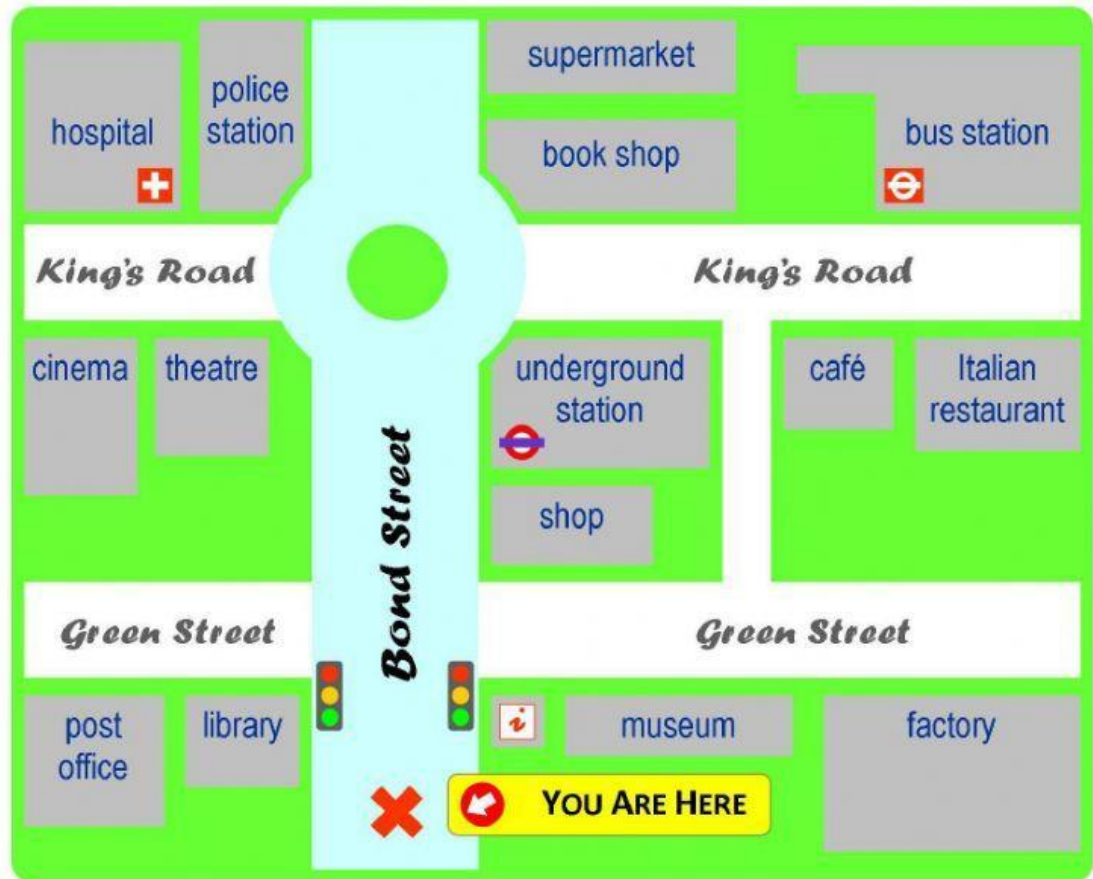 supermarket
police
station
hospital
book shop
bus station
King's Road
King's Road
cinema
theatre
underground
station
café
Italian
restaurant
shop
Bond Street
Green Street
Green Street
post
office
library
i
museum
factory
YOU ARE HERE